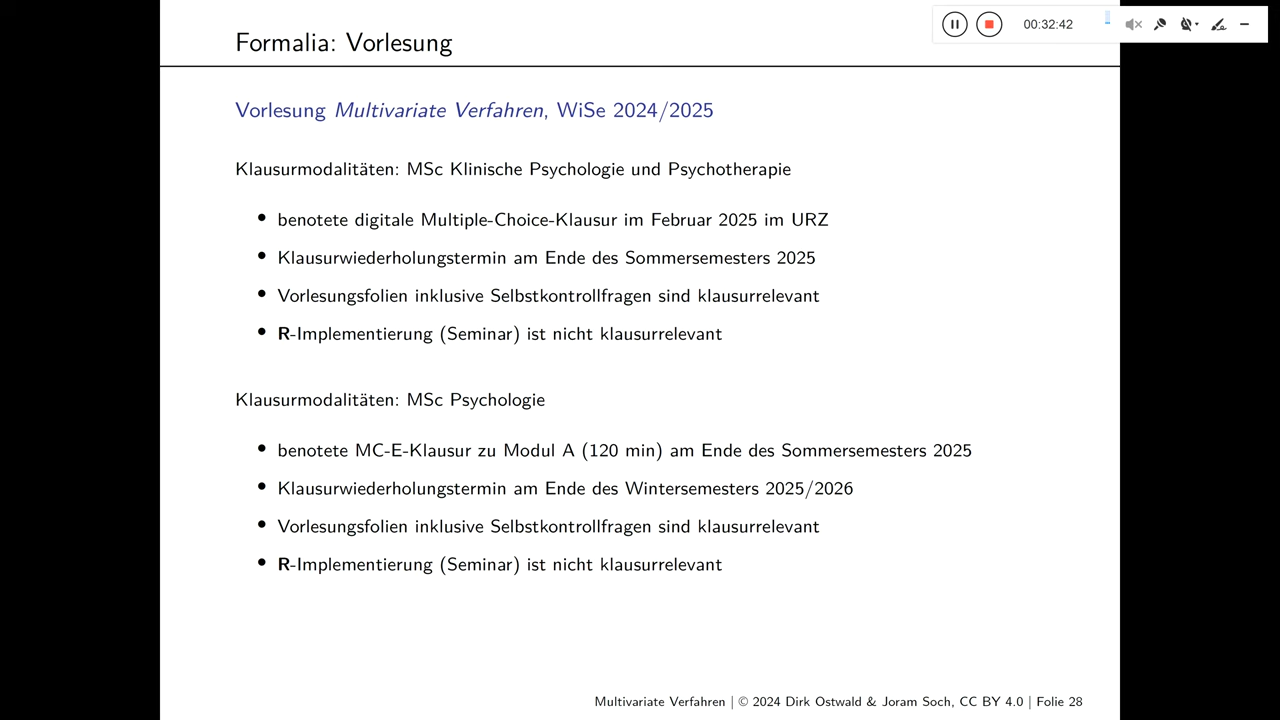 00:32:42
Formalia: Vorlesung
Vorlesung Multivariate Verfahren, WiSe 2024/2025
Klausurmodalitäten: MSc Klinische Psychologie und Psychotherapie
• benotete digitale Multiple-Choice-Klausur im Februar 2025 im URZ
• Klausurwiederholungstermin am Ende des Sommersemesters 2025
• Vorlesungsfolien inklusive Selbstkontrollfragen sind klausurrelevant
• R-Implementierung (Seminar) ist nicht klausurrelevant
Klausurmodalitäten: MSc Psychologie
• benotete MC-E-Klausur zu Modul A (120 min) am Ende des Sommersemesters 2025
• Klausurwiederholungstermin am Ende des Wintersemesters 2025/2026
• Vorlesungsfolien inklusive Selbstkontrollfragen sind klausurrelevant
• R-Implementierung (Seminar) ist nicht klausurrelevant
Multivariate Verfahren | © 2024 Dirk Ostwald & Joram Soch, CC BY 4.0 | Folie 28